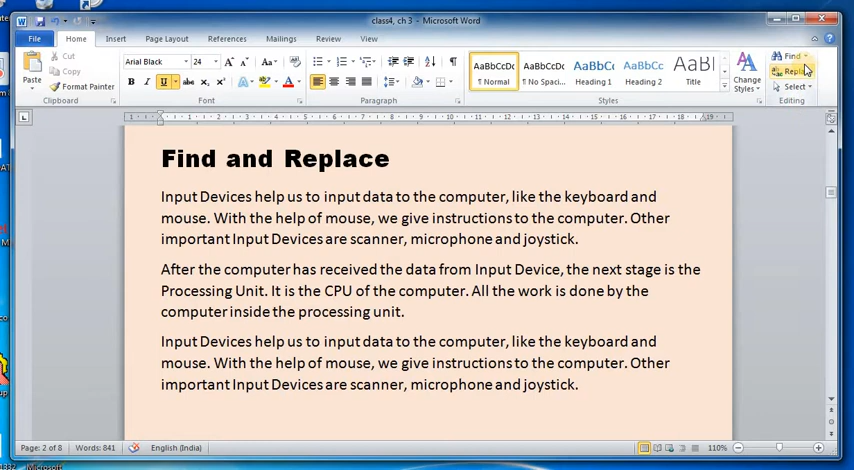 class4, ch 3 - Microsoft Word
File Home Insert Page Layout References Mailings Review View
Paste
Cut
Copy
Format Painter
Clipboard
Arial Black 24
Font
Paragraph
AaBbCcDc AaBbCcDc AaBbCc AaBbCc AaBI
¶ Normal ¶ No Spaci... Heading 1 Heading 2 Title
Change
Styles
Styles
Find
Select
Editing
Find and Replace
Input Devices help us to input data to the computer, like the keyboard and
mouse. With the help of mouse, we give instructions to the computer. Other
important Input Devices are scanner, microphone and joystick.
After the computer has received the data from Input Device, the next stage is the
Processing Unit. It is the CPU of the computer. All the work is done by the
computer inside the processing unit.
Input Devices help us to input data to the computer, like the keyboard and
mouse. With the help of mouse, we give instructions to the computer. Other
important Input Devices are scanner, microphone and joystick.
Page: 2 of 8 Words: 841 English (India) 110%